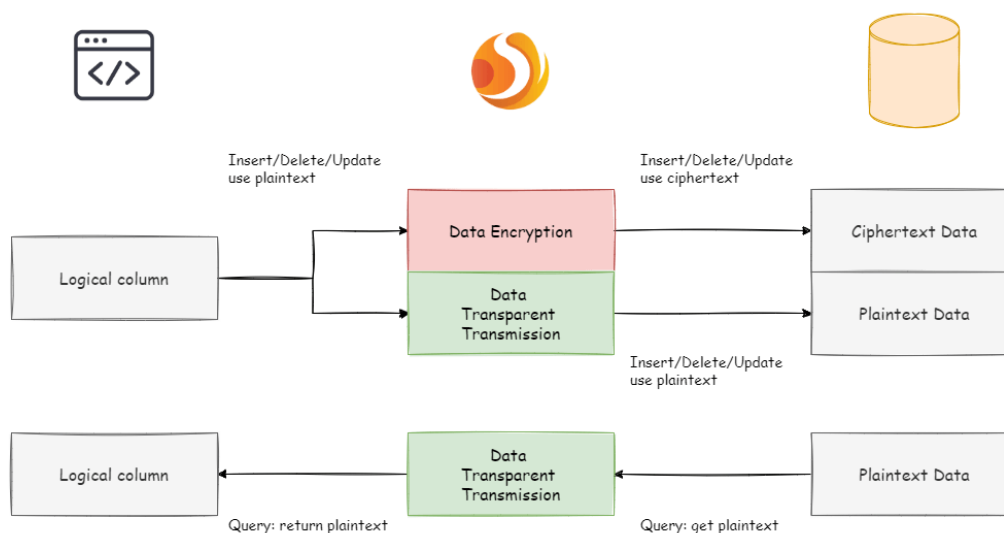 </>
Insert/Delete/Update
use plaintext
Insert/Delete/Update
use ciphertext
Logical column
Data Encryption
Ciphertext Data
Data
Transparent
Transmission
Plaintext Data
Insert/Delete/Update
use plaintext
Logical column
Data
Transparent
Transmission
Plaintext Data
Query: return plaintext
Query: get plaintext